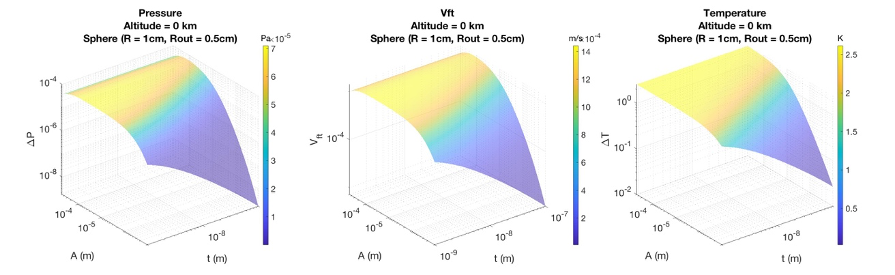 Pressure
Altitude = 0 km
Sphere (R = 1cm, Rout = 0.5cm)
Pa×10-5
7
6
5
4
3
2
1
10-4
10-6
10-8
ΔP
10-4
10-5
A (m)
10-8
t (m)
Vft
Altitude = 0 km
Sphere (R = 1cm, Rout = 0.5cm)
m/s×10-4
14
12
10
8
6
4
2
10-4
Vft
10-4
10-5
A (m)
10-9
10-8
10-7
t (m)
Temperature
Altitude = 0 km
Sphere (R = 1cm, Rout = 0.5cm)
K
2.5
2
1.5
1
0.5
100
10-1
10-2
ΔT
10-4
10-5
A (m)
10-8
t (m)